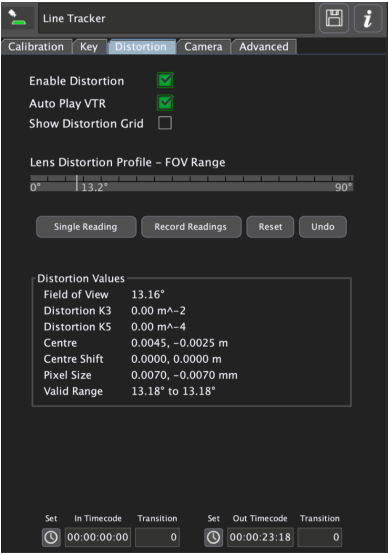 Line Tracker
Calibration Key Distortion Camera Advanced
Enable Distortion
Auto Play VTR
Show Distortion Grid
Lens Distortion Profile – FOV Range
0° 13.2° 90°
Single Reading Record Readings Reset Undo
Distortion Values
Field of View 13.16°
Distortion K3 0.00 m^-2
Distortion K5 0.00 m^-4
Centre 0.0045, -0.0025 m
Centre Shift 0.0000, 0.0000 m
Pixel Size 0.0070, -0.0070 mm
Valid Range 13.18° to 13.18°
Set In Timecode Transition Set Out Timecode Transition
00:00:00:00 0 00:00:23:18 0